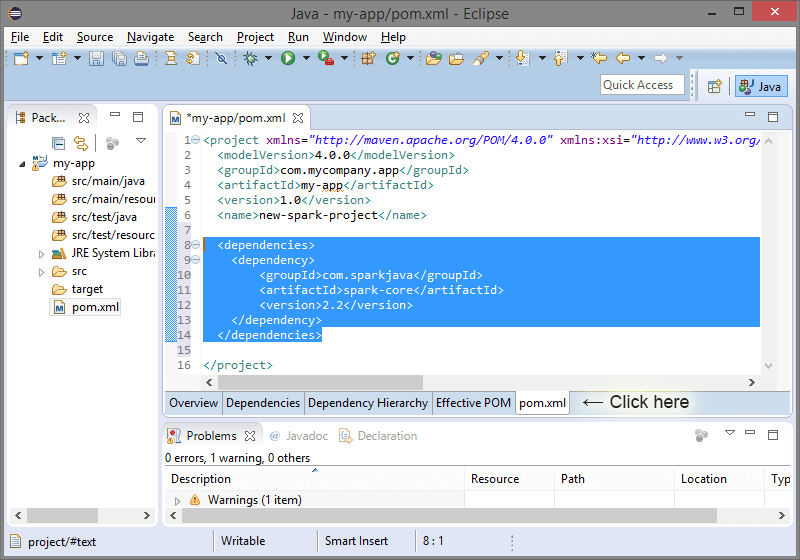 Java - my-app/pom.xml - Eclipse
File Edit Source Navigate Search Project Run Window Help
Quick Access
Java
Pack...
my-app
src/main/java
src/main/resou
src/test/java
src/test/resourc
JRE System Libra
src
target
pom.xml
*my-app/pom.xml
1 <project xmlns="http://maven.apache.org/POM/4.0.0" xmlns:xsi="http://www.w3.org/
2 <modelVersion>4.0.0</modelVersion>
3 <groupId>com.mycompany.app</groupId>
4 <artifactId>my-app</artifactId>
5 <version>1.0</version>
6 <name>new-spark-project</name>
7
8 <dependencies>
9 <dependency>
10 <groupId>com.sparkjava</groupId>
11 <artifactId>spark-core</artifactId>
12 <version>2.2</version>
13 </dependency>
14 </dependencies>
15
16 </project>
Overview Dependencies Dependency Hierarchy Effective POM pom.xml ← Click here
Problems @ Javadoc Declaration
0 errors, 1 warning, 0 others
Description Resource Path Location Typ
Warnings (1 item)
project/#text Writable Smart Insert 8 : 1